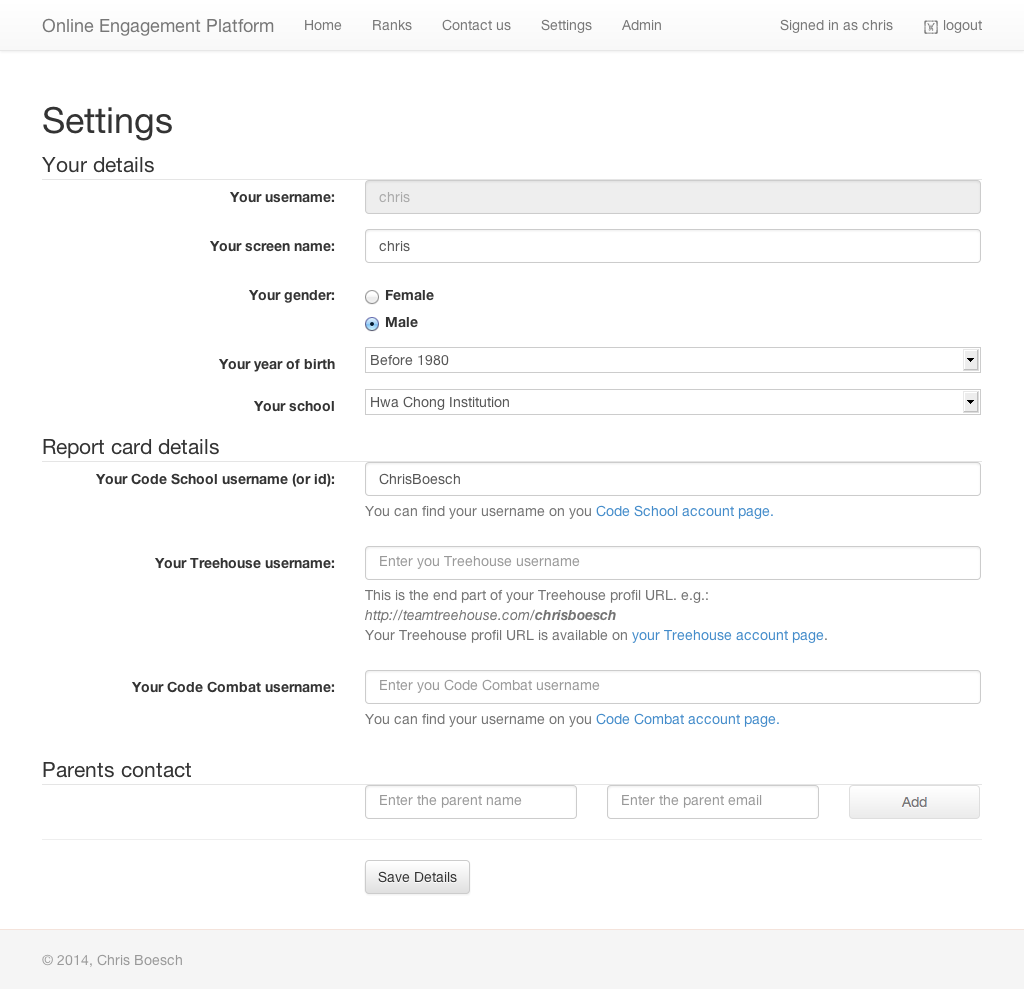 Online Engagement Platform Home Ranks Contact us Settings Admin Signed in as chris logout
Settings
Your details
Your username: chris
Your screen name: chris
Your gender: Female
Male
Your year of birth Before 1980
Your school Hwa Chong Institution
Report card details
Your Code School username (or id): ChrisBoesch
You can find your username on you Code School account page.
Your Treehouse username: Enter you Treehouse username
This is the end part of your Treehouse profil URL. e.g.:
http://teamtreehouse.com/chrisboesch
Your Treehouse profil URL is available on your Treehouse account page.
Your Code Combat username: Enter you Code Combat username
You can find your username on you Code Combat account page.
Parents contact
Enter the parent name Enter the parent email Add
Save Details
© 2014, Chris Boesch